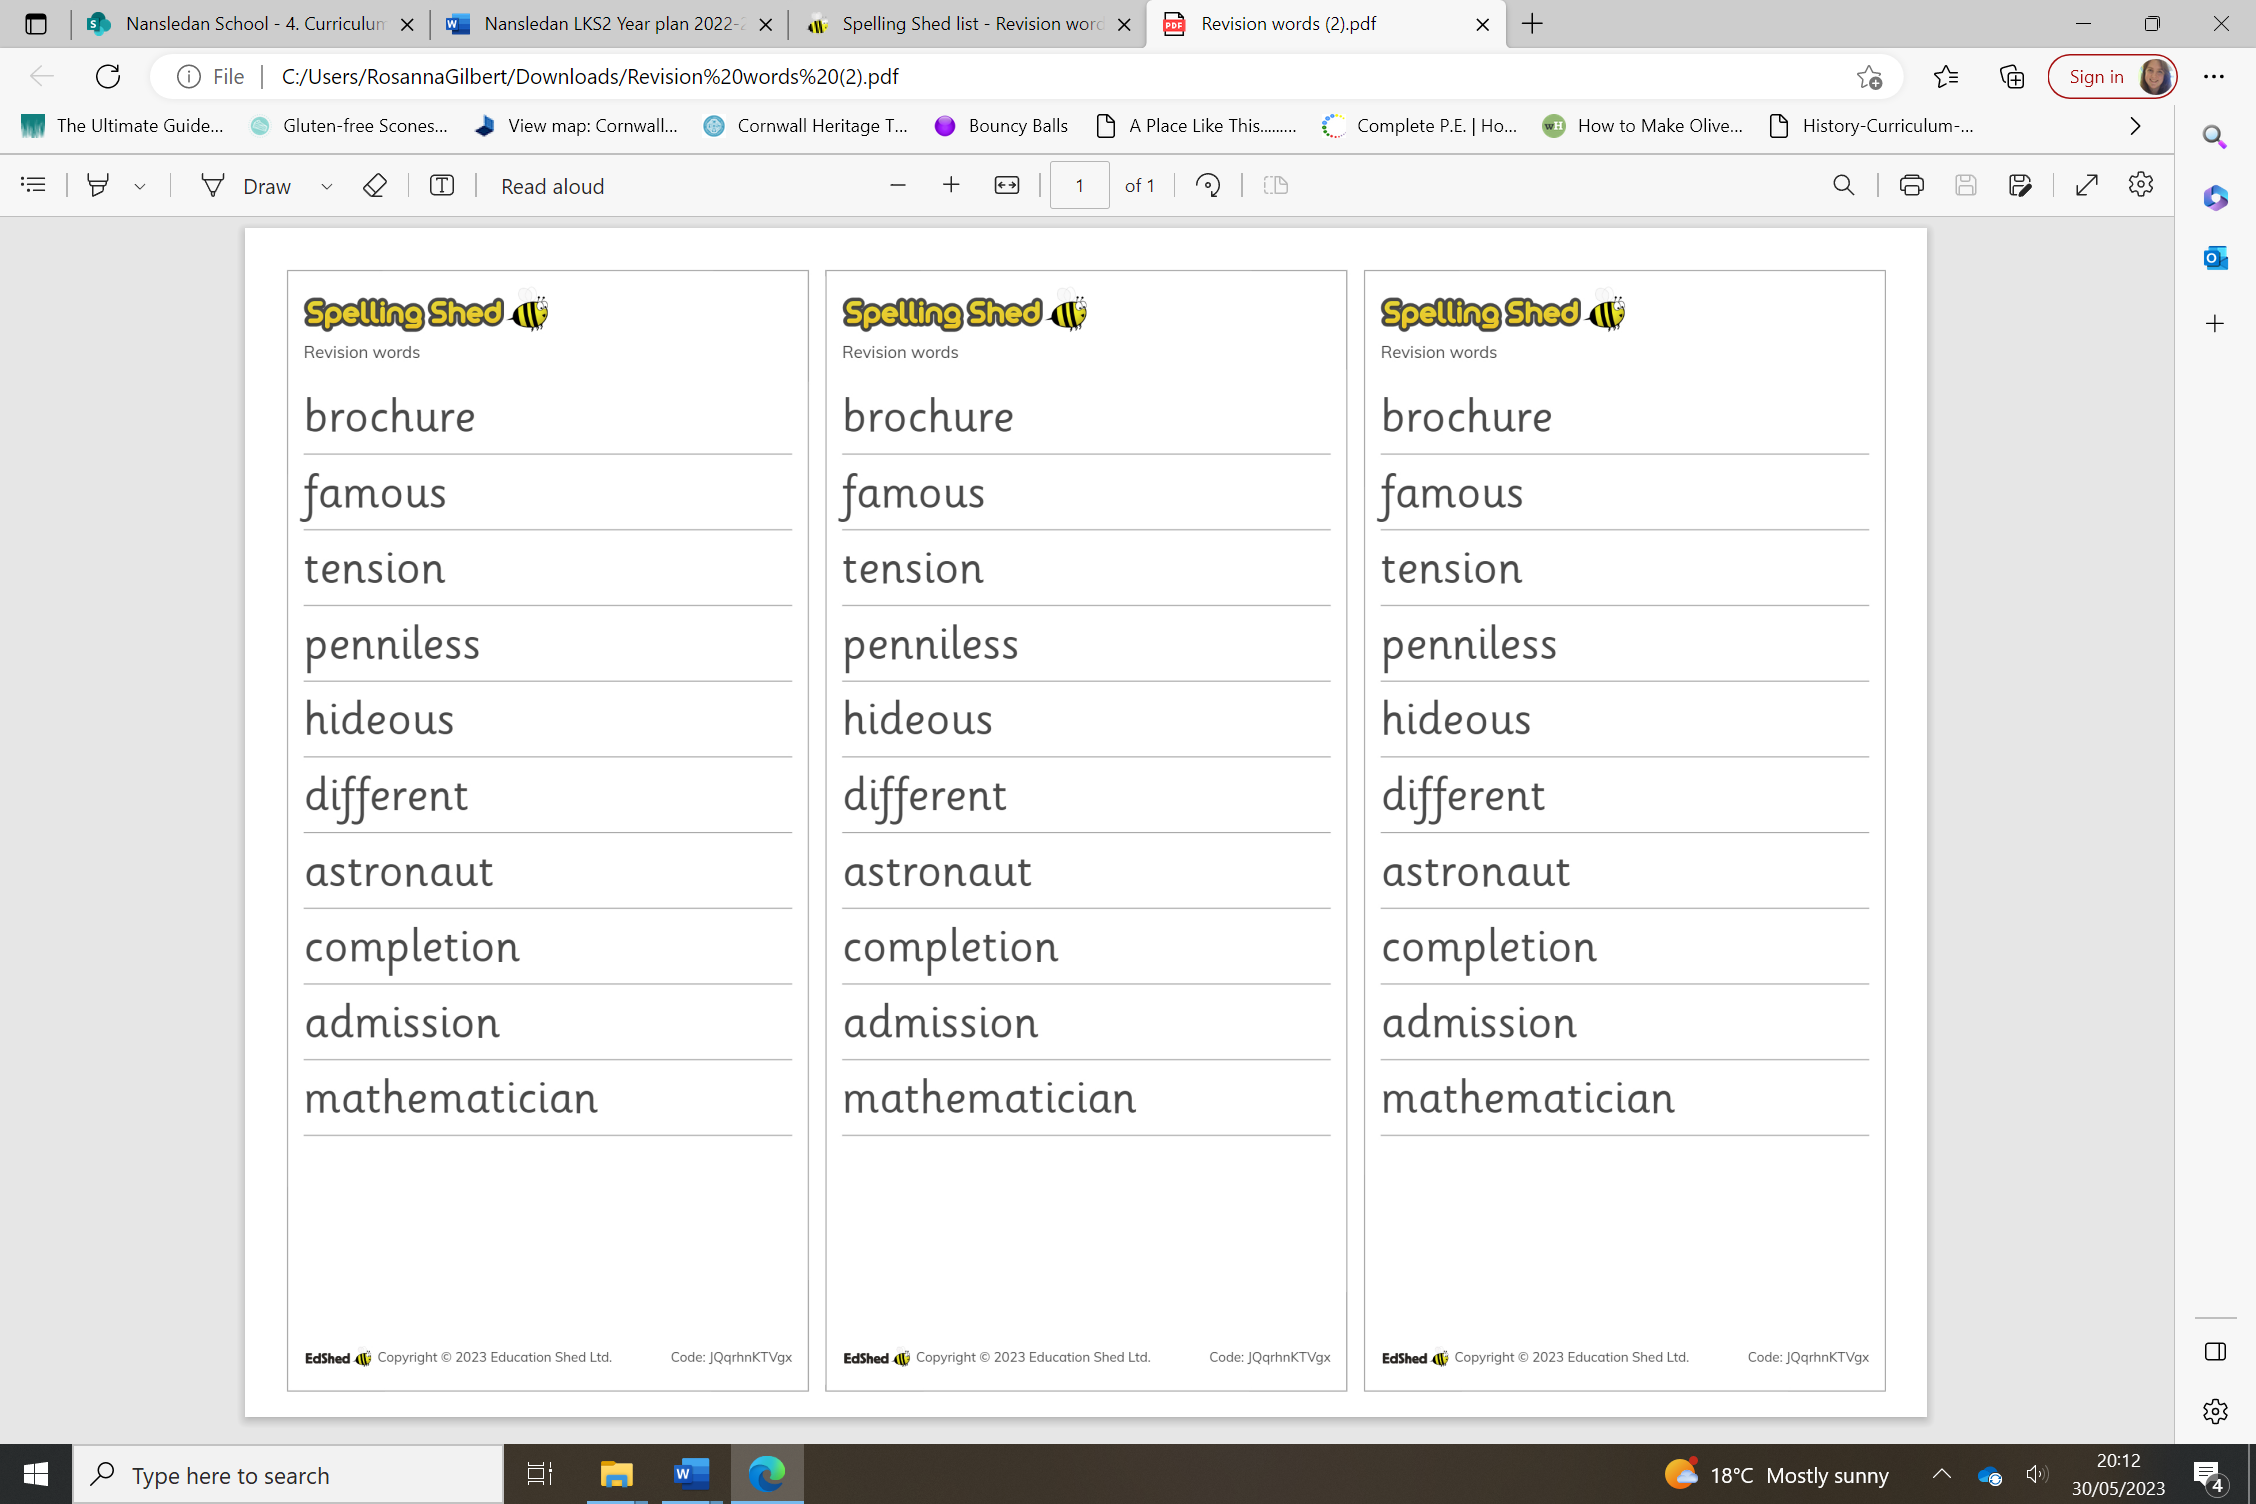 Nansledan School - 4. Curriculum
Nansledan LKS2 Year plan 2022-2
Spelling Shed list - Revision word
Revision words (2).pdf
File
C:/Users/RosannaGilbert/Downloads/Revision%20words%20(2).pdf
Sign in
The Ultimate Guide...
Gluten-free Scones...
View map: Cornwall...
Cornwall Heritage T...
Bouncy Balls
A Place Like This.........
Complete P.E. | Ho...
How to Make Olive...
History-Curriculum-...
Draw
Read aloud
1 of 1
Spelling Shed
Revision words
brochure
famous
tension
penniless
hideous
different
astronaut
completion
admission
mathematician
EdShed Copyright © 2023 Education Shed Ltd. Code: JQqrhnKTVgx
Spelling Shed
Revision words
brochure
famous
tension
penniless
hideous
different
astronaut
completion
admission
mathematician
EdShed Copyright © 2023 Education Shed Ltd. Code: JQqrhnKTVgx
Spelling Shed
Revision words
brochure
famous
tension
penniless
hideous
different
astronaut
completion
admission
mathematician
EdShed Copyright © 2023 Education Shed Ltd. Code: JQqrhnKTVgx
Type here to search
18°C Mostly sunny
20:12
30/05/2023
4